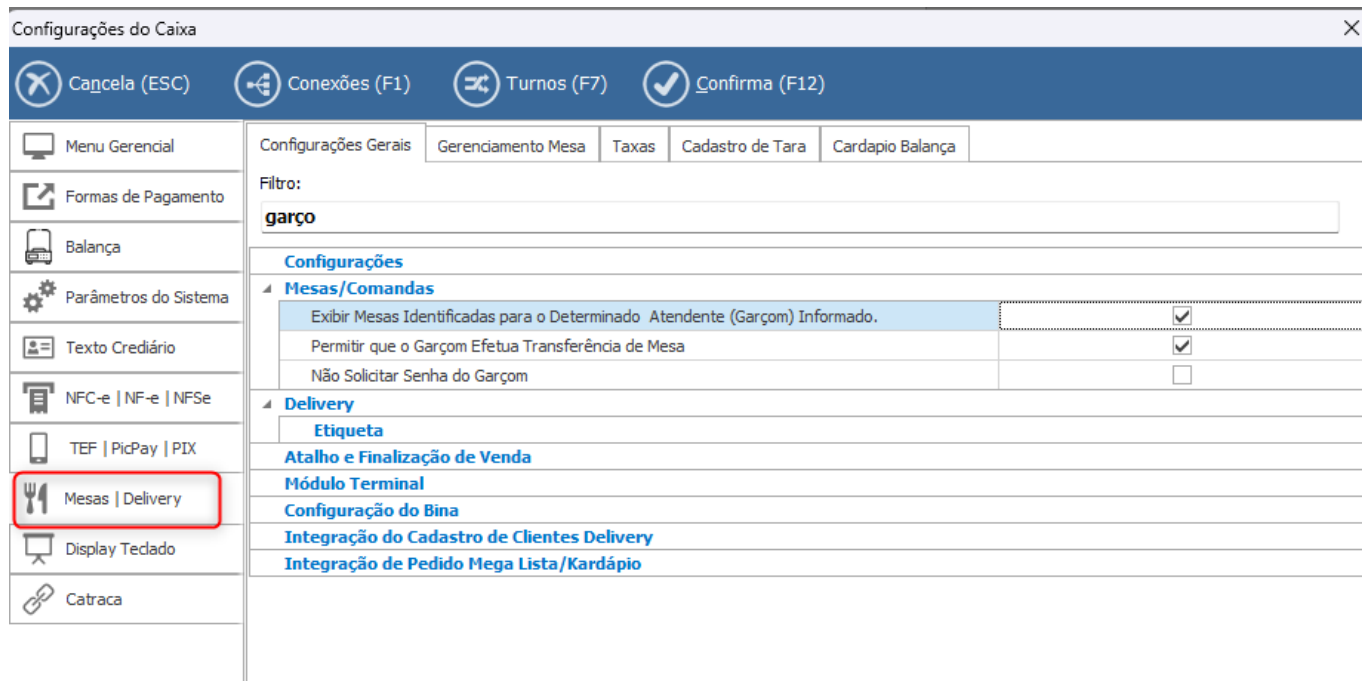 Configurações do Caixa
Cancela (ESC)
Conexões (F1)
Turnos (F7)
Confirma (F12)
Menu Gerencial
Formas de Pagamento
Balança
Parâmetros do Sistema
Texto Crediário
NFC-e | NF-e | NFSe
TEF | PicPay | PIX
Mesas | Delivery
Display Teclado
Catraca
Configurações Gerais
Gerenciamento Mesa
Taxas
Cadastro de Tara
Cardapio Balança
Filtro:
garço
Configurações
Mesas/Comandas
Exibir Mesas Identificadas para o Determinado Atendente (Garçom) Informado.
Permitir que o Garçom Efetua Transferência de Mesa
Não Solicitar Senha do Garçom
Delivery
Etiqueta
Atalho e Finalização de Venda
Módulo Terminal
Configuração do Bina
Integração do Cadastro de Clientes Delivery
Integração de Pedido Mega Lista/Kardápio